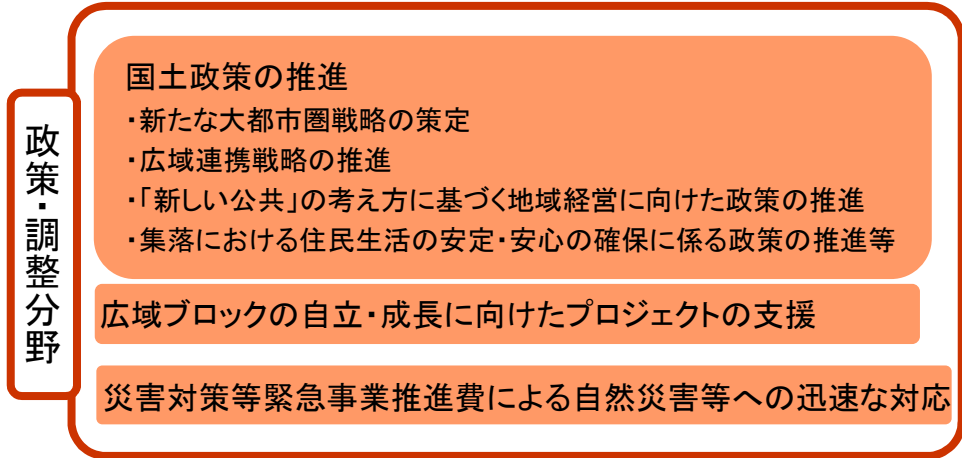 政策・調整分野
国土政策の推進
・新たな大都市圏戦略の策定
・広域連携戦略の推進
・「新しい公共」の考え方に基づく地域経営に向けた政策の推進
・集落における住民生活の安定・安心の確保に係る政策の推進等
広域ブロックの自立・成長に向けたプロジェクトの支援
災害対策等緊急事業推進費による自然災害等への迅速な対応